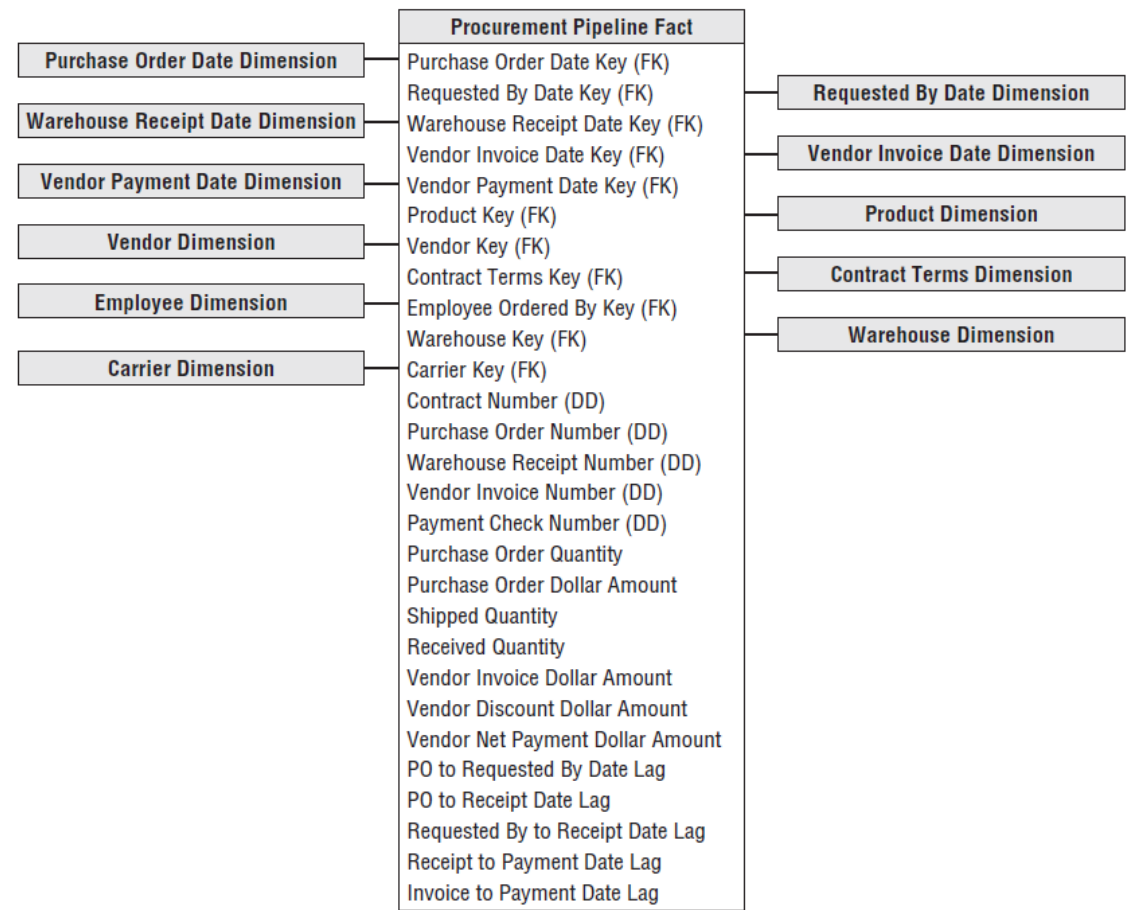 Procurement Pipeline Fact
Purchase Order Date Dimension
Purchase Order Date Key (FK)
Requested By Date Key (FK)
Requested By Date Dimension
Warehouse Receipt Date Dimension
Warehouse Receipt Date Key (FK)
Vendor Invoice Date Key (FK)
Vendor Invoice Date Dimension
Vendor Payment Date Dimension
Vendor Payment Date Key (FK)
Product Key (FK)
Product Dimension
Vendor Dimension
Vendor Key (FK)
Contract Terms Key (FK)
Contract Terms Dimension
Employee Dimension
Employee Ordered By Key (FK)
Warehouse Key (FK)
Warehouse Dimension
Carrier Dimension
Carrier Key (FK)
Contract Number (DD)
Purchase Order Number (DD)
Warehouse Receipt Number (DD)
Vendor Invoice Number (DD)
Payment Check Number (DD)
Purchase Order Quantity
Purchase Order Dollar Amount
Shipped Quantity
Received Quantity
Vendor Invoice Dollar Amount
Vendor Discount Dollar Amount
Vendor Net Payment Dollar Amount
PO to Requested By Date Lag
PO to Receipt Date Lag
Requested By to Receipt Date Lag
Receipt to Payment Date Lag
Invoice to Payment Date Lag